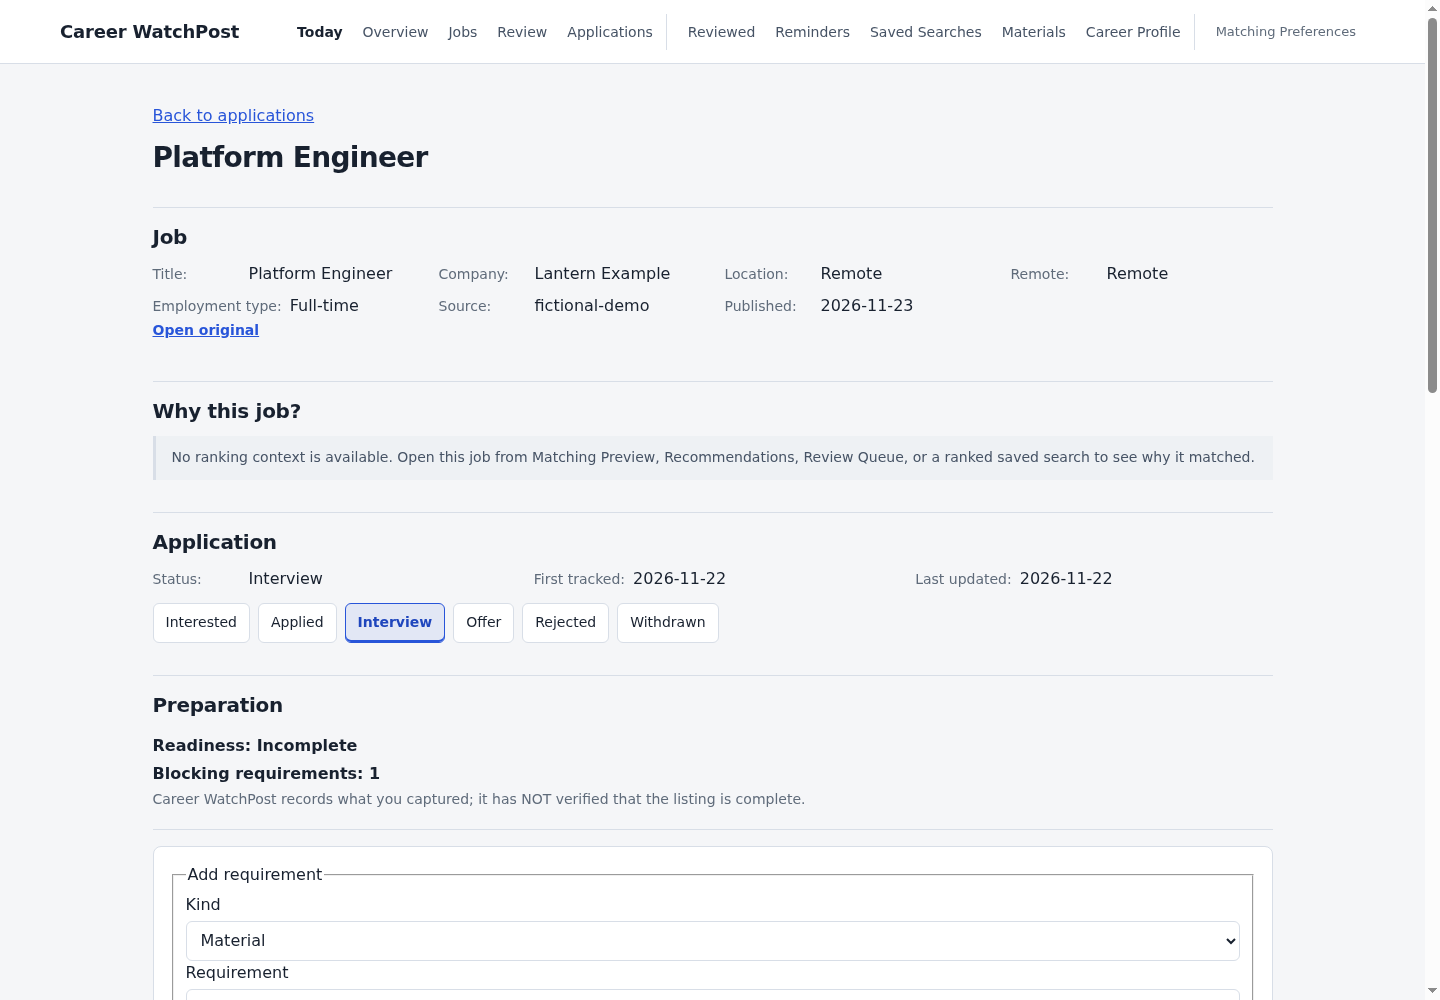 Career WatchPost Today Overview Jobs Review Applications Reviewed Reminders Saved Searches Materials Career Profile Matching Preferences
Back to applications
Platform Engineer
Job
Title: Platform Engineer Company: Lantern Example Location: Remote Remote: Remote
Employment type: Full-time Source: fictional-demo Published: 2026-11-23
Open original
Why this job?
No ranking context is available. Open this job from Matching Preview, Recommendations, Review Queue, or a ranked saved search to see why it matched.
Application
Status: Interview First tracked: 2026-11-22 Last updated: 2026-11-22
Interested Applied Interview Offer Rejected Withdrawn
Preparation
Readiness: Incomplete
Blocking requirements: 1
Career WatchPost records what you captured; it has NOT verified that the listing is complete.
Add requirement
Kind
Material
Requirement